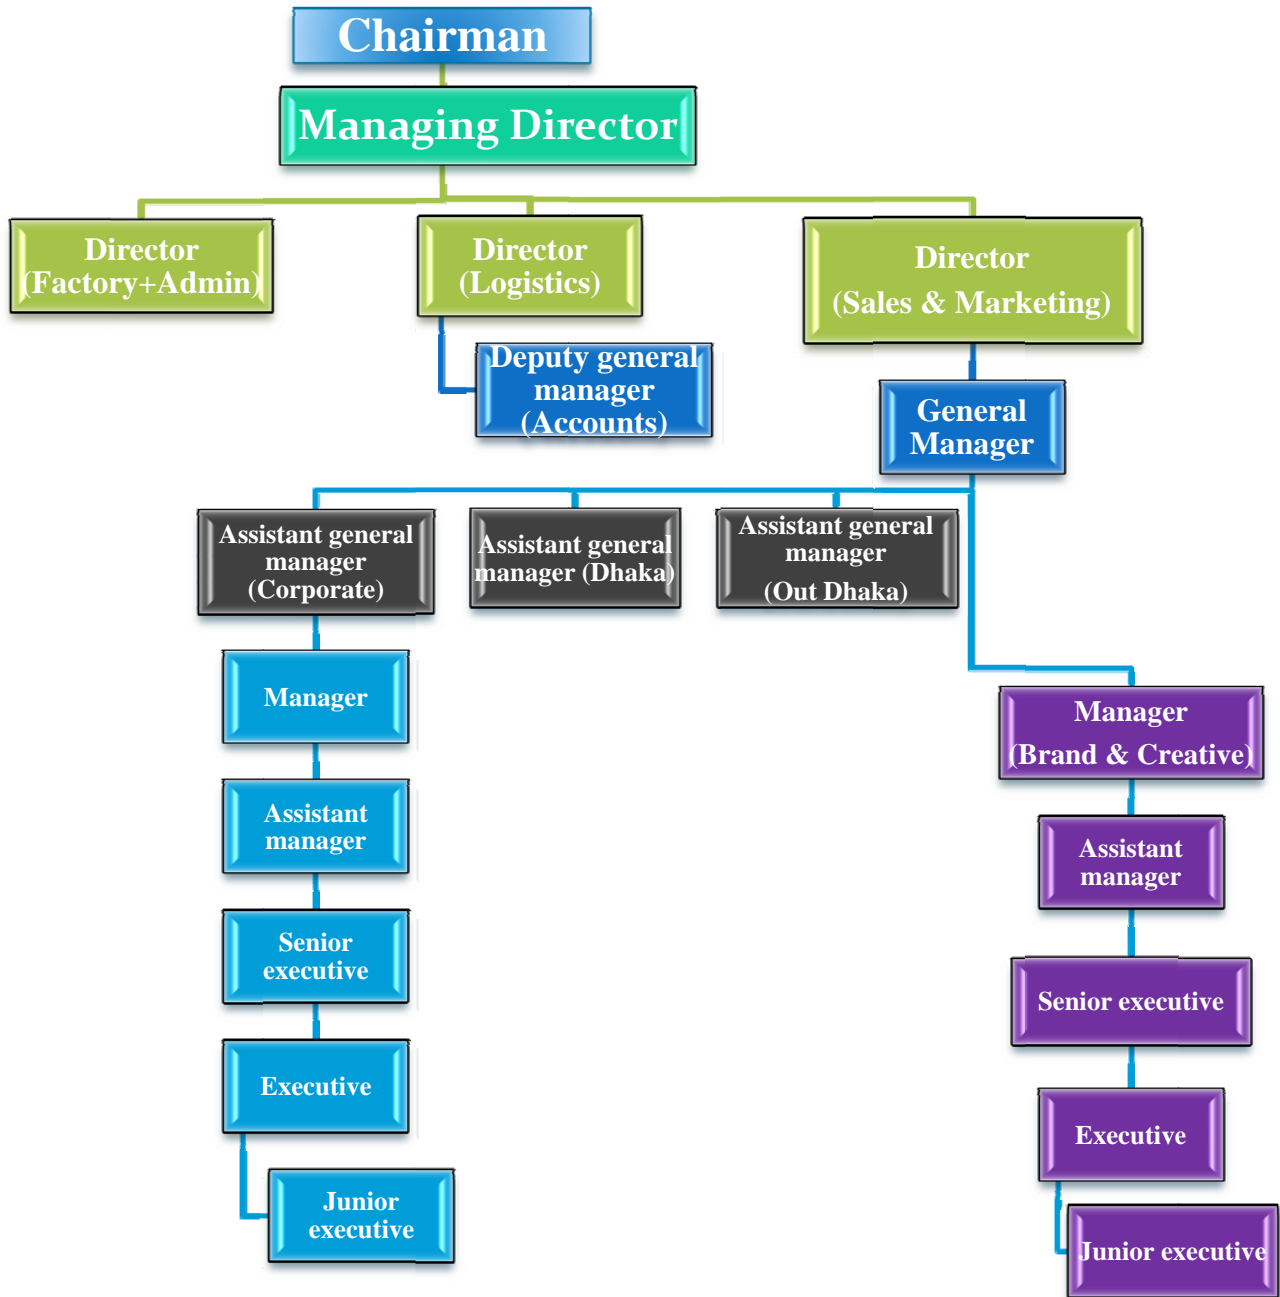 Chairman
Managing Director
Director
(Factory+Admin)
Director
(Logistics)
Director
(Sales & Marketing)
Deputy general
manager
(Accounts)
General
Manager
Assistant general
manager
(Corporate)
Assistant general
manager (Dhaka)
Assistant general
manager
(Out Dhaka)
Manager
Assistant
manager
Senior
executive
Executive
Junior
executive
Manager
(Brand & Creative)
Assistant
manager
Senior executive
Executive
Junior executive